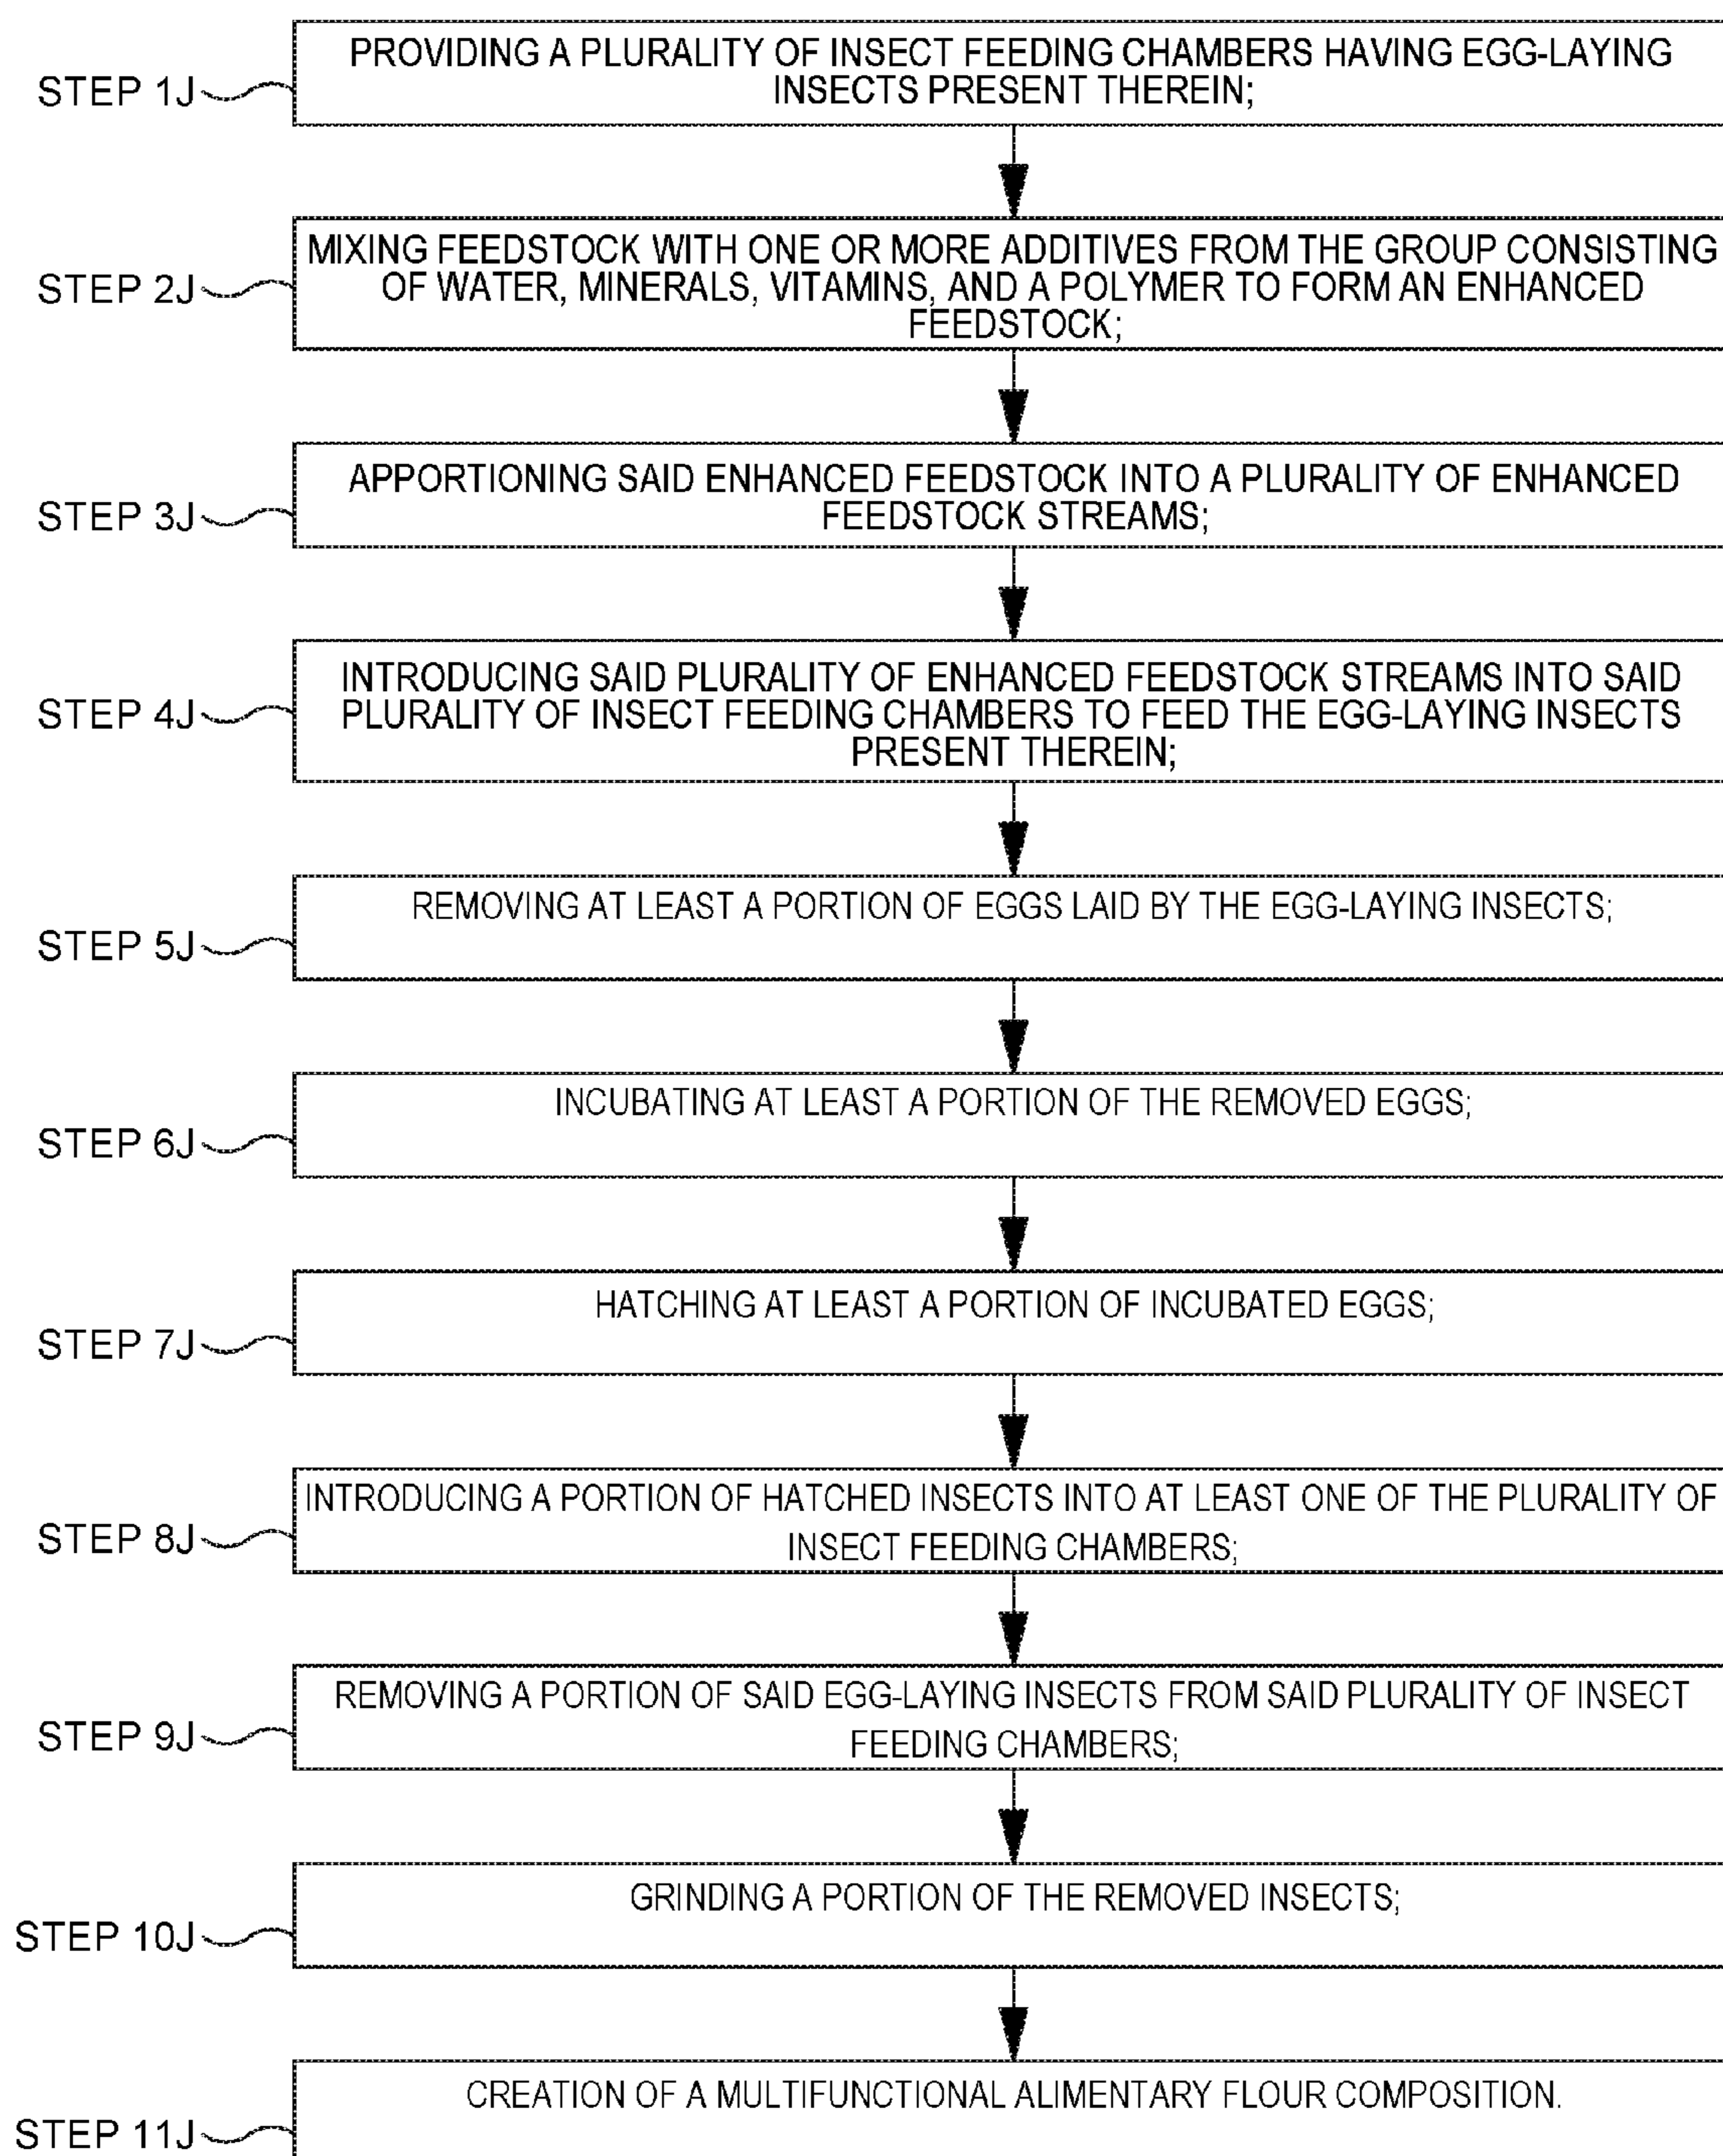 STEP 1J
PROVIDING A PLURALITY OF INSECT FEEDING CHAMBERS HAVING EGG-LAYING
INSECTS PRESENT THEREIN;
STEP 2J
MIXING FEEDSTOCK WITH ONE OR MORE ADDITIVES FROM THE GROUP CONSISTING
OF WATER, MINERALS, VITAMINS, AND A POLYMER TO FORM AN ENHANCED
FEEDSTOCK;
STEP 3J
APPORTIONING SAID ENHANCED FEEDSTOCK INTO A PLURALITY OF ENHANCED
FEEDSTOCK STREAMS;
STEP 4J
INTRODUCING SAID PLURALITY OF ENHANCED FEEDSTOCK STREAMS INTO SAID
PLURALITY OF INSECT FEEDING CHAMBERS TO FEED THE EGG-LAYING INSECTS
PRESENT THEREIN;
STEP 5J
REMOVING AT LEAST A PORTION OF EGGS LAID BY THE EGG-LAYING INSECTS;
STEP 6J
INCUBATING AT LEAST A PORTION OF THE REMOVED EGGS;
STEP 7J
HATCHING AT LEAST A PORTION OF INCUBATED EGGS;
STEP 8J
INTRODUCING A PORTION OF HATCHED INSECTS INTO AT LEAST ONE OF THE PLURALITY OF
INSECT FEEDING CHAMBERS;
STEP 9J
REMOVING A PORTION OF SAID EGG-LAYING INSECTS FROM SAID PLURALITY OF INSECT
FEEDING CHAMBERS;
STEP 10J
GRINDING A PORTION OF THE REMOVED INSECTS;
STEP 11J
CREATION OF A MULTIFUNCTIONAL ALIMENTARY FLOUR COMPOSITION.